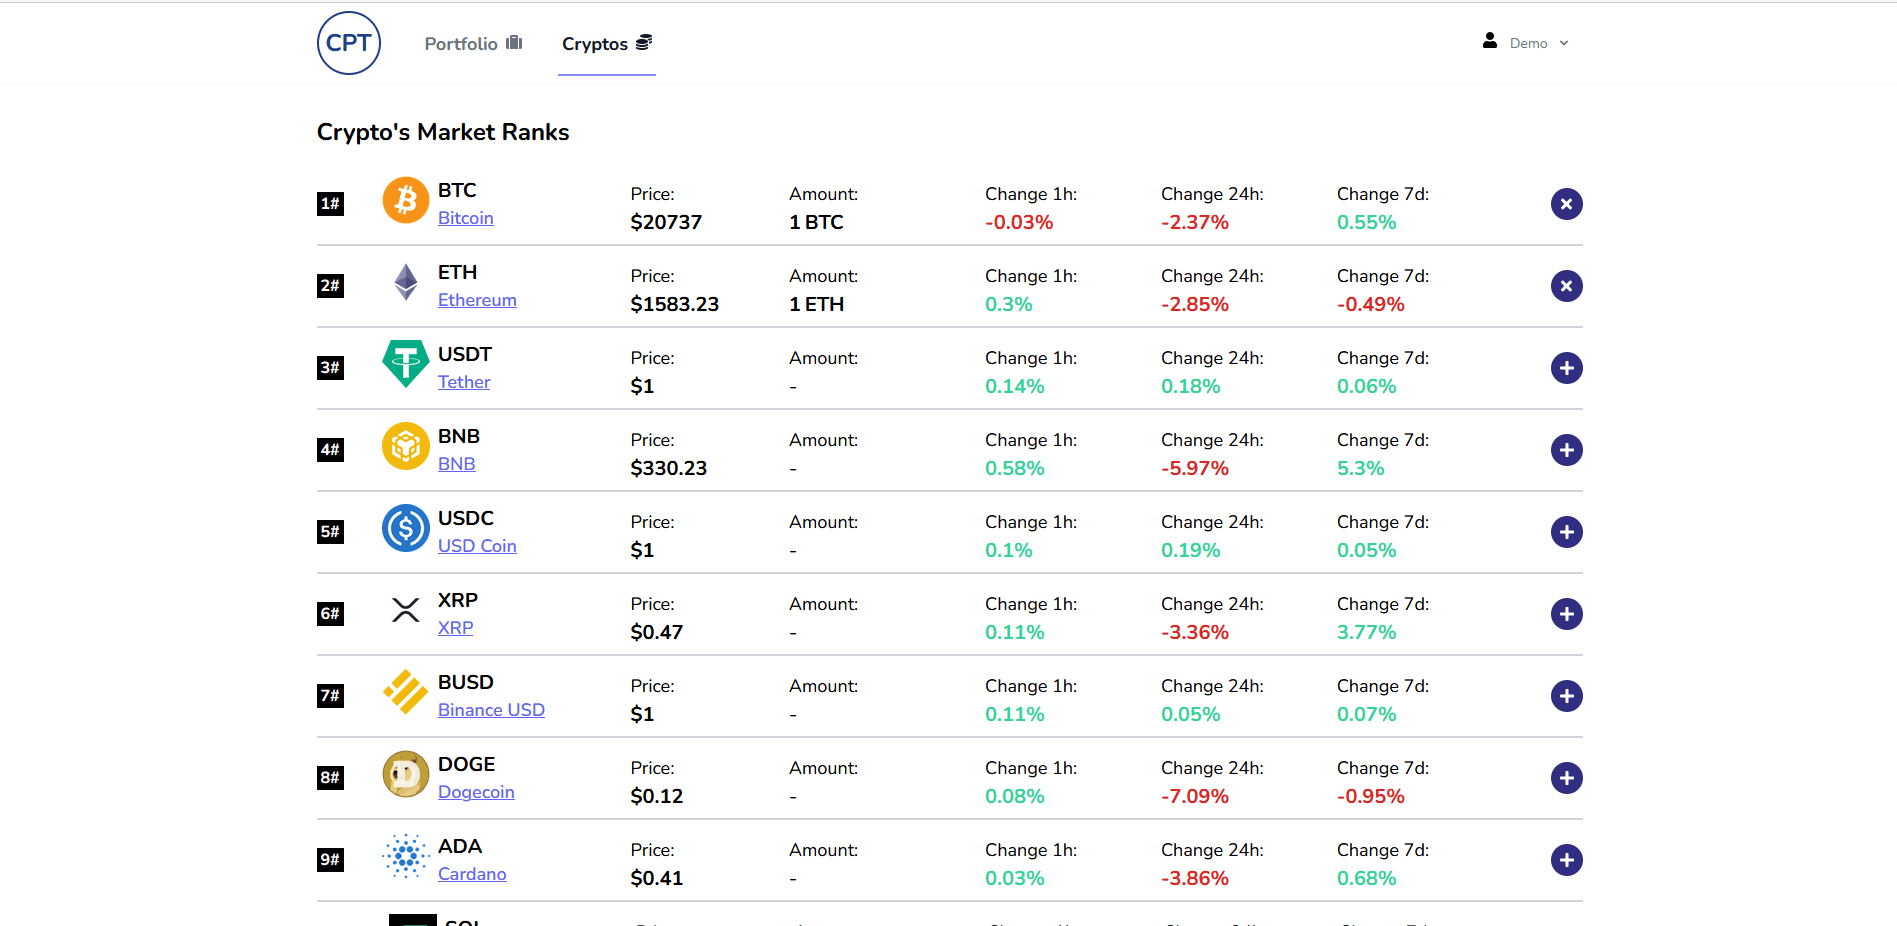 CPT Portfolio Cryptos Demo
Crypto's Market Ranks
1# BTC Bitcoin Price: $20737 Amount: 1 BTC Change 1h: -0.03% Change 24h: -2.37% Change 7d: 0.55%
2# ETH Ethereum Price: $1583.23 Amount: 1 ETH Change 1h: 0.3% Change 24h: -2.85% Change 7d: -0.49%
3# USDT Tether Price: $1 Amount: - Change 1h: 0.14% Change 24h: 0.18% Change 7d: 0.06%
4# BNB BNB Price: $330.23 Amount: - Change 1h: 0.58% Change 24h: -5.97% Change 7d: 5.3%
5# USDC USD Coin Price: $1 Amount: - Change 1h: 0.1% Change 24h: 0.19% Change 7d: 0.05%
6# XRP XRP Price: $0.47 Amount: - Change 1h: 0.11% Change 24h: -3.36% Change 7d: 3.77%
7# BUSD Binance USD Price: $1 Amount: - Change 1h: 0.11% Change 24h: 0.05% Change 7d: 0.07%
8# DOGE Dogecoin Price: $0.12 Amount: - Change 1h: 0.08% Change 24h: -7.09% Change 7d: -0.95%
9# ADA Cardano Price: $0.41 Amount: - Change 1h: 0.03% Change 24h: -3.86% Change 7d: 0.68%